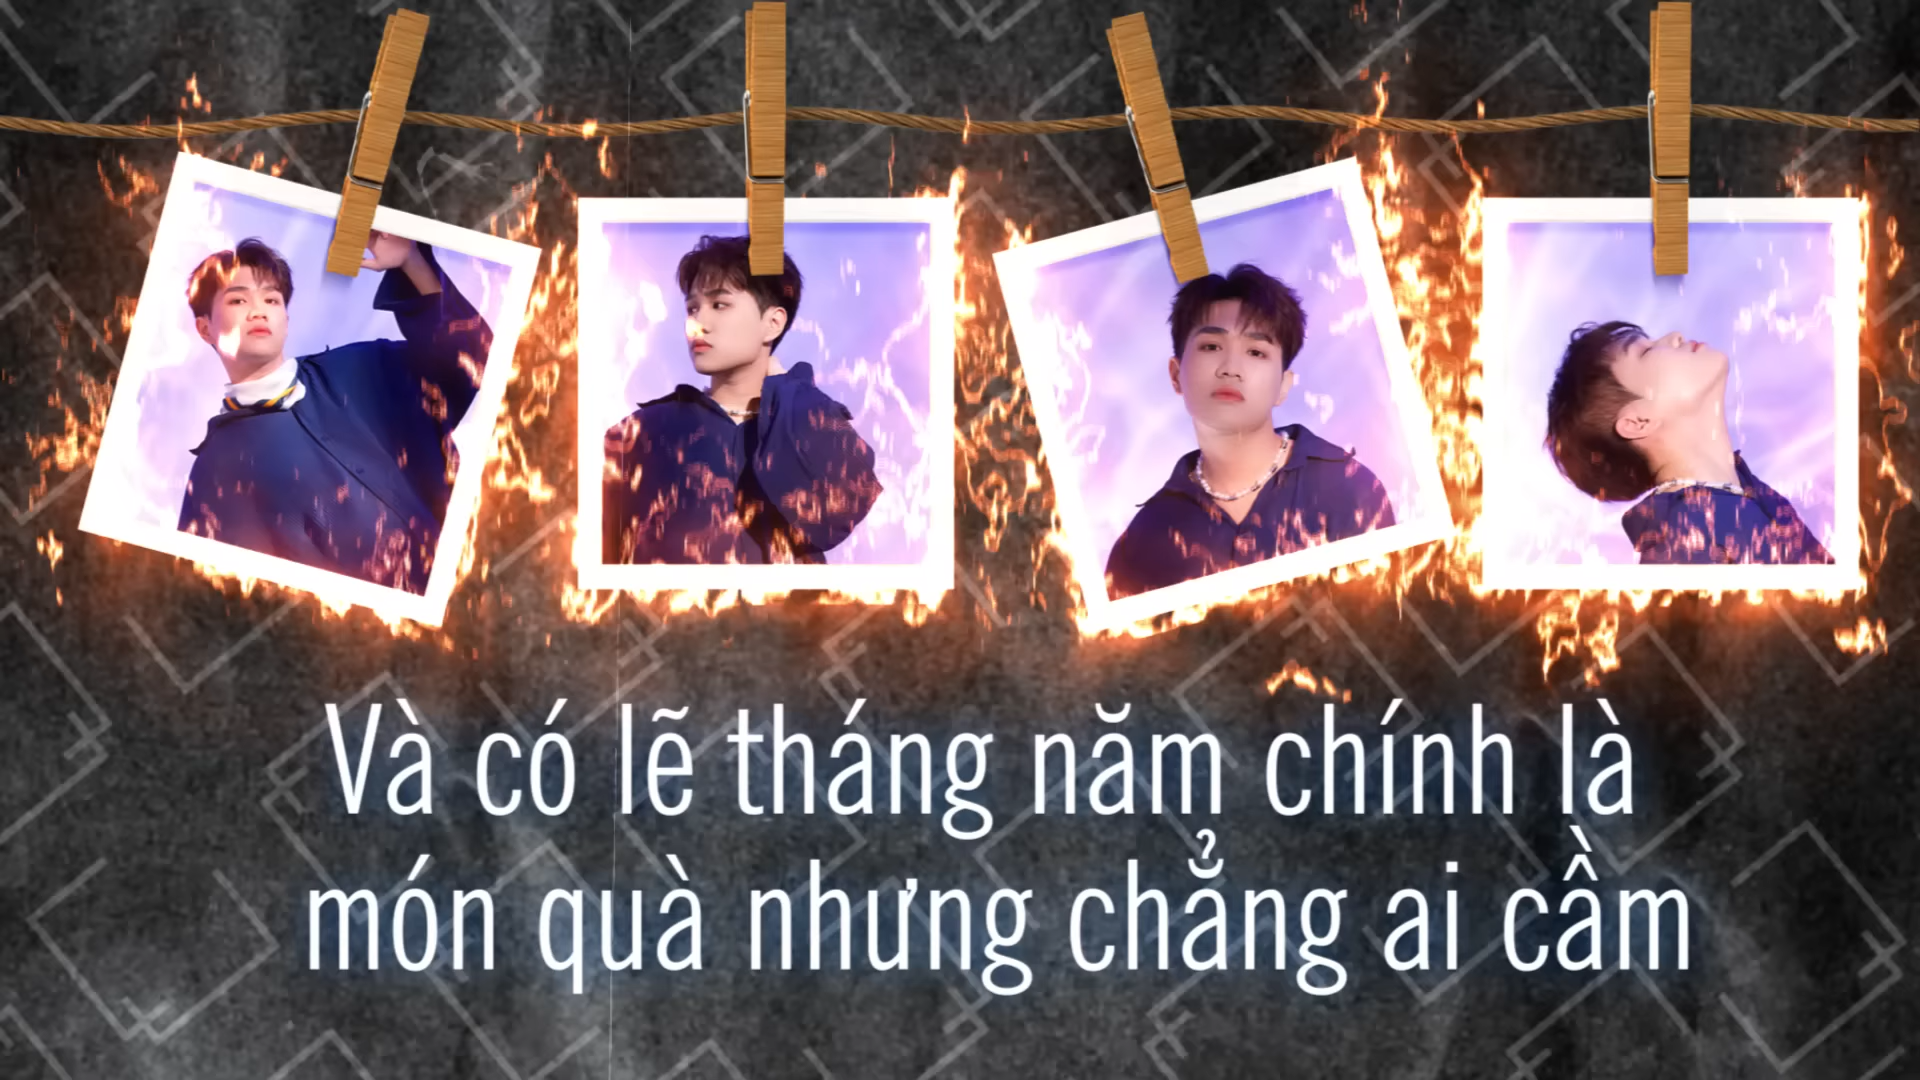 Và có lẽ tháng năm chính là
món quà nhưng chẳng ai cầm